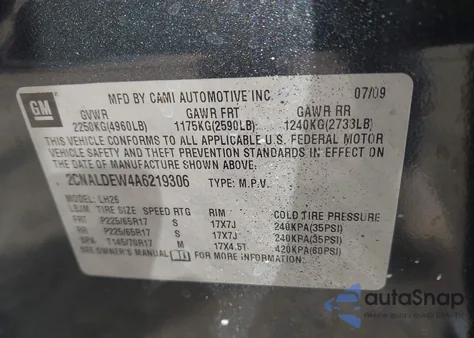 GM
MFD BY CAMI AUTOMOTIVE INC 07/09
GVWR GAWR FRT GAWR RR
2250KG(4960LB) 1175KG(2590LB) 1240KG(2733LB)
THIS VEHICLE CONFORMS TO ALL APPLICABLE U.S. FEDERAL MOTOR
VEHICLE SAFETY AND THEFT PREVENTION STANDARDS IN EFFECT ON
THE DATE OF MANUFACTURE SHOWN ABOVE.
2CNALDEW4A6219306 TYPE: M.P.V.
MODEL: LH26
TIRE SIZE SPEED RTG RIM COLD TIRE PRESSURE
FRT P225/65R17 S 17X7J 240KPA(35PSI)
RR P225/65R17 S 17X7J 240KPA(35PSI)
SPA T145/70R17 M 17X4.5T 420KPA(60PSI)
SEE OWNER'S MANUAL FOR MORE INFORMATION.
autoSnap